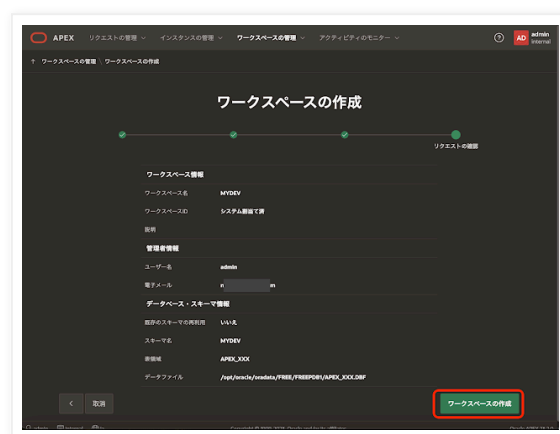 APEX リクエストの管理 インスタンスの管理 ワークスペースの管理 アクティビティのモニター AD admin internal
ワークスペースの管理 \ ワークスペースの作成
ワークスペースの作成
リクエストの確認
ワークスペース情報
ワークスペース名 MYDEV
ワークスペースID システム割当て済
説明
管理者情報
ユーザー名 admin
電子メール n m
データベース・スキーマ情報
既存のスキーマの再利用 いいえ
スキーマ名 MYDEV
表領域 APEX_XXX
データファイル /opt/oracle/oradata/FREE/FREEPDB1/APEX_XXX.DBF
取消 ワークスペースの作成